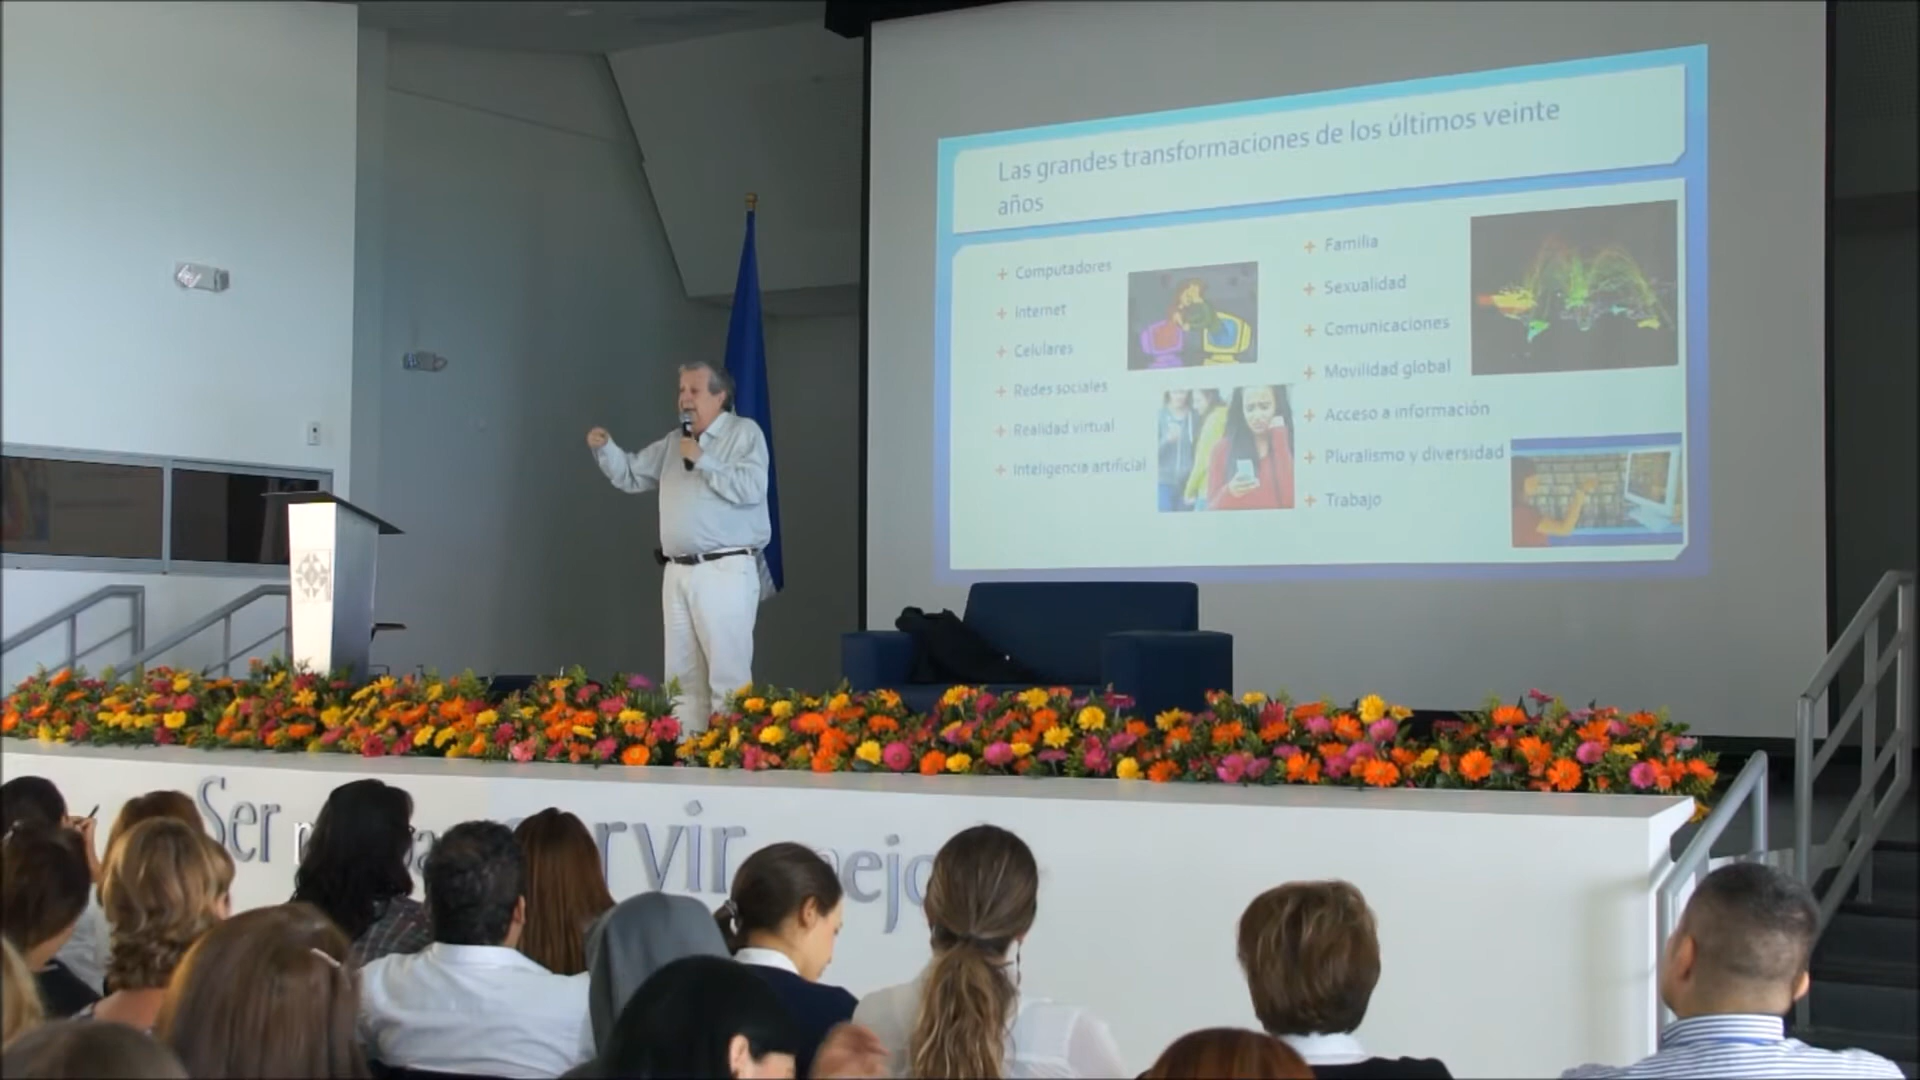 Las grandes transformaciones de los últimos veinte
años
+ Computadores
+ Internet
+ Celulares
+ Redes sociales
+ Realidad virtual
+ Inteligencia artificial
+ Familia
+ Sexualidad
+ Comunicaciones
+ Movilidad global
+ Acceso a información
+ Pluralismo y diversidad
+ Trabajo
Ser